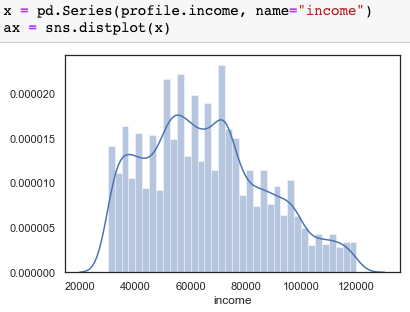 x = pd.Series(profile.income, name="income")
ax = sns.distplot(x)
0.000020
0.000015
0.000010
0.000005
0.000000
20000 40000 60000 80000 100000 120000
income